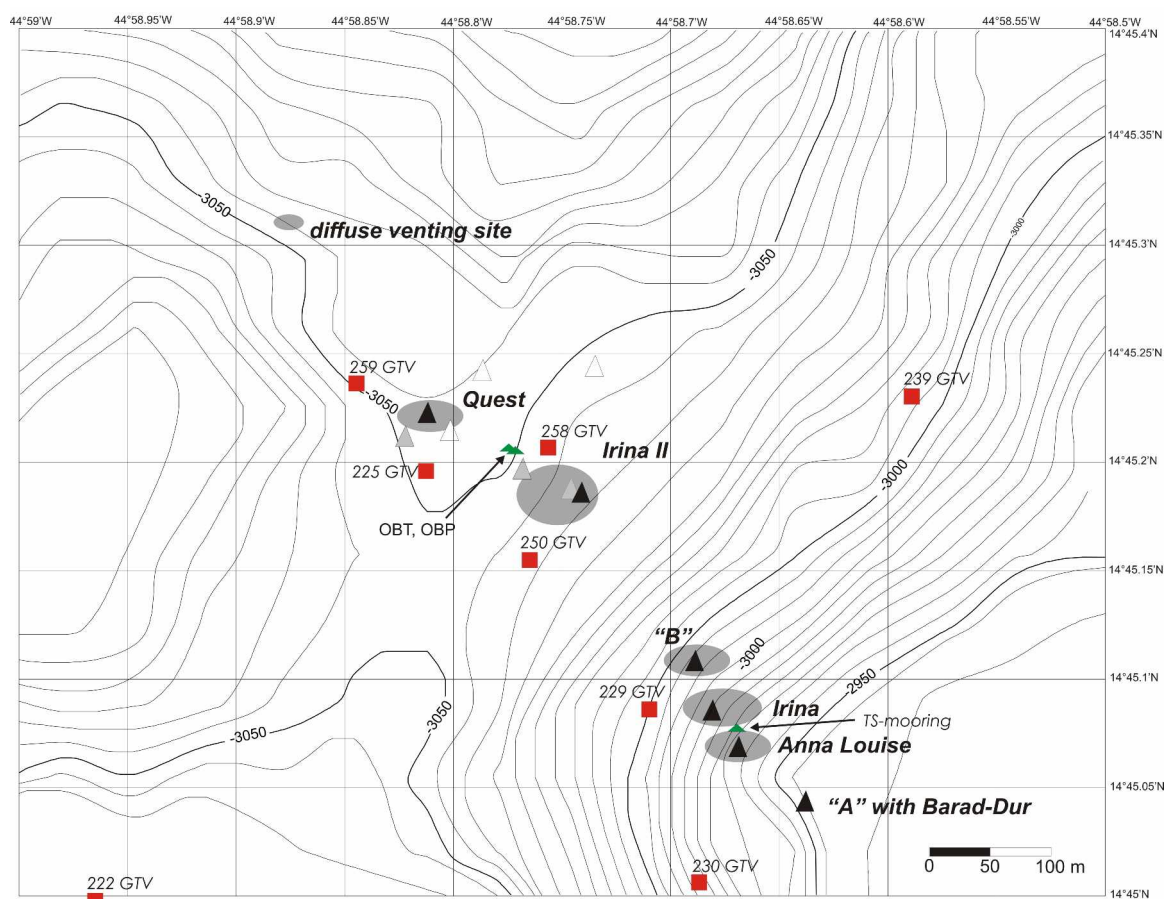 44°59'W 44°58.95'W 44°58.9'W 44°58.85'W 44°58.8'W 44°58.75'W 44°58.7'W 44°58.65'W 44°58.6'W 44°58.55'W 44°58.5'W
14°45.4'N
14°45.35'N
-3050
diffuse venting site
-3000
14°45.3'N
-3050
14°45.25'N
259 GTV
239 GTV
-3050
Quest
258 GTV
Irina II
225 GTV
-3000
14°45.2'N
OBT, OBP
250 GTV
14°45.15'N
"B"
-3000
-2950
14°45.1'N
229 GTV
Irina
TS-mooring
-3050
-3050
Anna Louise
14°45.05'N
"A" with Barad-Dur
0 50 100 m
230 GTV
222 GTV
14°45'N